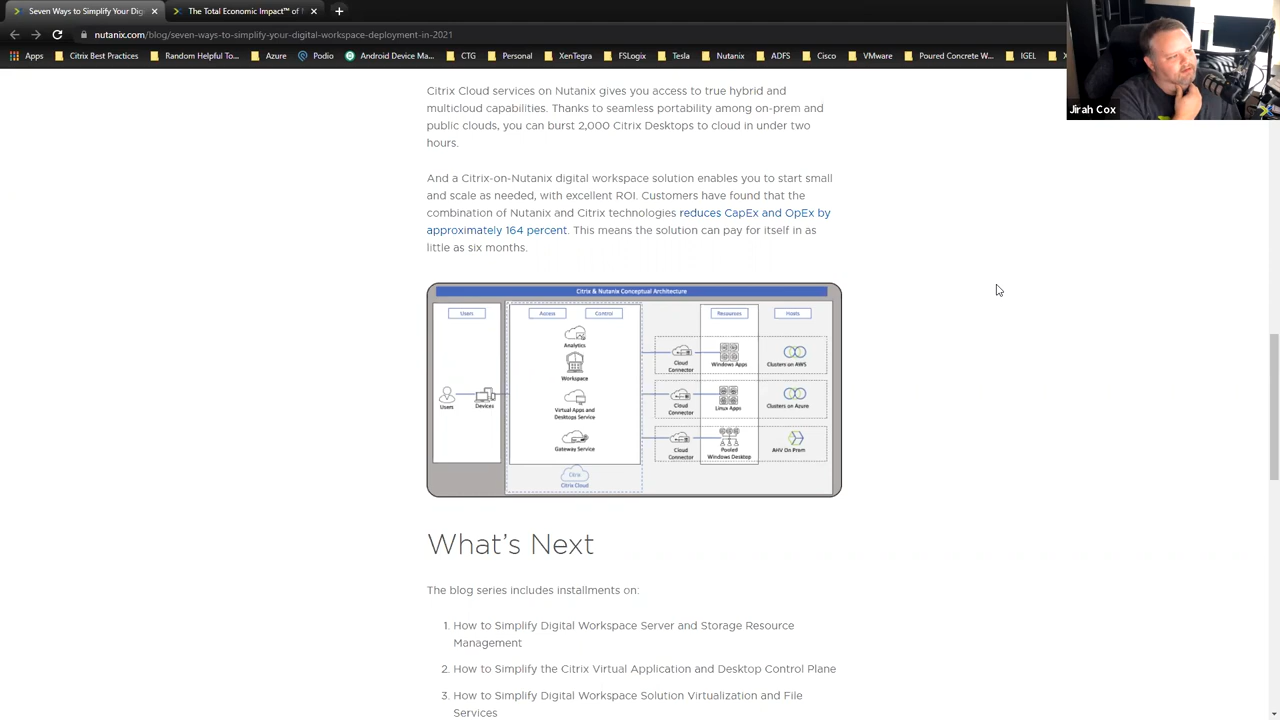 Seven Ways to Simplify Your Dig
The Total Economic Impact™ of N
nutanix.com/blog/seven-ways-to-simplify-your-digital-workspace-deployment-in-2021
Apps Citrix Best Practices Random Helpful To... Azure Podio Android Device Ma... CTG Personal XenTegra FSLogix Tesla Nutanix ADFS Cisco VMware Poured Concrete W... IGEL
Jirah Cox
Citrix Cloud services on Nutanix gives you access to true hybrid and
multicloud capabilities. Thanks to seamless portability among on-prem and
public clouds, you can burst 2,000 Citrix Desktops to cloud in under two
hours.
And a Citrix-on-Nutanix digital workspace solution enables you to start small
and scale as needed, with excellent ROI. Customers have found that the
combination of Nutanix and Citrix technologies reduces CapEx and OpEx by
approximately 164 percent. This means the solution can pay for itself in as
little as six months.
Citrix & Nutanix Conceptual Architecture
Users Access Control Resources Hosts
Analytics
Workspace
Virtual Apps and
Desktops Service
Gateway Service
Citrix
Citrix Cloud
Users Devices
Cloud
Connector
Windows Apps
Clusters on AWS
Cloud
Connector
Linux Apps
Clusters on Azure
Cloud
Connector
Pooled
Windows Desktop
AHV On Prem
What's Next
The blog series includes installments on:
1. How to Simplify Digital Workspace Server and Storage Resource
Management
2. How to Simplify the Citrix Virtual Application and Desktop Control Plane
3. How to Simplify Digital Workspace Solution Virtualization and File
Services